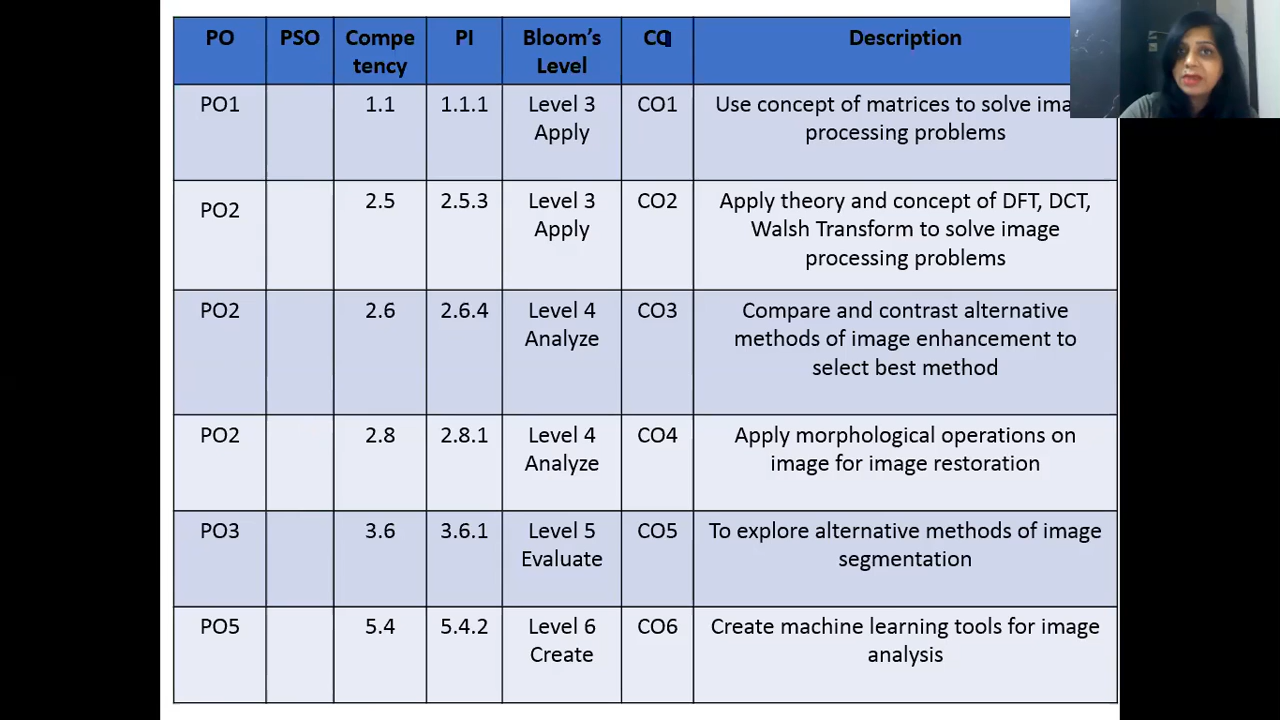 PO PSO Compe PI Bloom's CO Description
tency Level
PO1 1.1 1.1.1 Level 3 CO1 Use concept of matrices to solve
Apply processing problems
PO2 2.5 2.5.3 Level 3 CO2 Apply theory and concept of DFT, DCT,
Apply Walsh Transform to solve image
processing problems
PO2 2.6 2.6.4 Level 4 CO3 Compare and contrast alternative
Analyze methods of image enhancement to
select best method
PO2 2.8 2.8.1 Level 4 CO4 Apply morphological operations on
Analyze image for image restoration
PO3 3.6 3.6.1 Level 5 CO5 To explore alternative methods of image
Evaluate segmentation
PO5 5.4 5.4.2 Level 6 CO6 Create machine learning tools for image
Create analysis